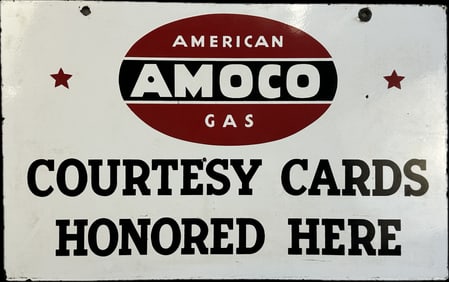 AMERICAN
AMOCO
GAS
COURTESY CARDS
HONORED HERE